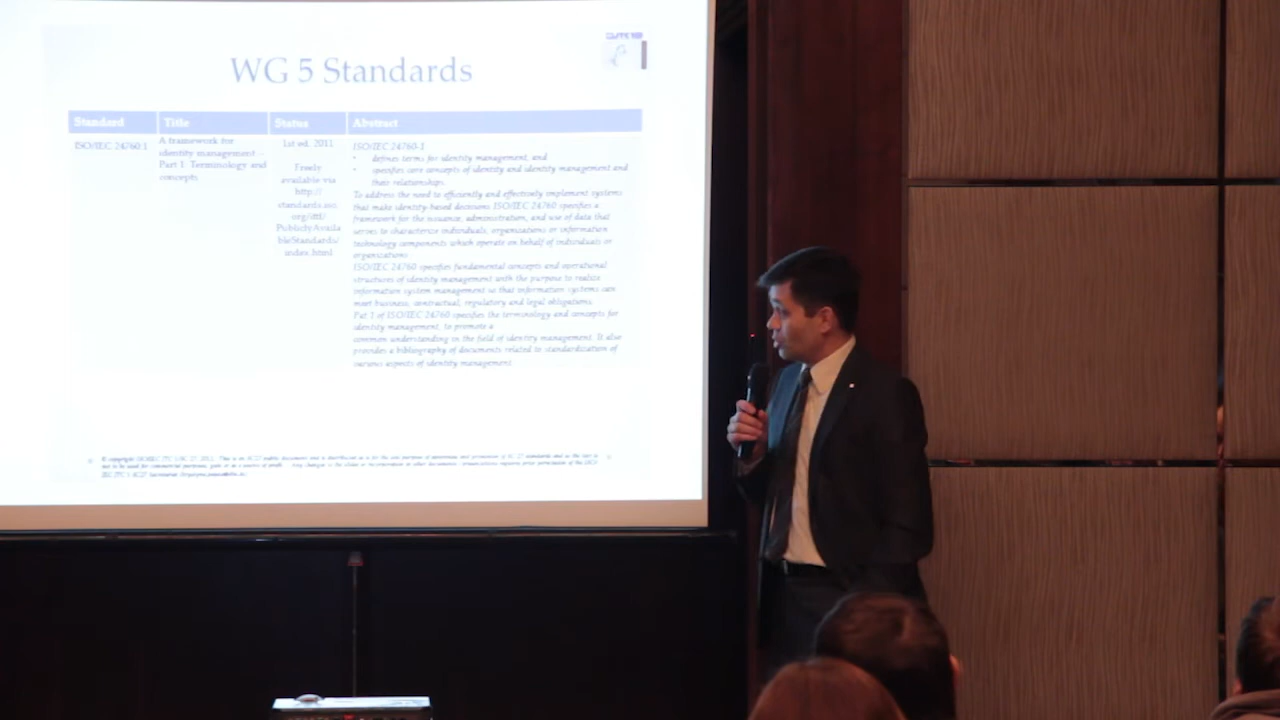 WG 5 Standards
Standard Title Status Abstract
ISO/IEC 24760:1
A framework for
identity management –
Part 1: Terminology and
concepts
1st ed. 2011
Freely
available via
http://
standards.iso.
org/ittf/
PubliclyAvaila
bleStandards/
index.html
ISO/IEC 24760-1
• defines terms for identity management, and
• specifies core concepts of identity and identity management and
their relationships.
To address the need to efficiently and effectively implement systems
that make identity-based decisions ISO/IEC 24760 specifies a
framework for the issuance, administration, and use of data that
serves to characterize individuals, organizations or information
technology components which operate on behalf of individuals or
organizations
ISO/IEC 24760 specifies fundamental concepts and operational
structures of identity management with the purpose to realize
information system management so that information systems can
meet business, contractual, regulatory and legal obligations.
Pat 1 of ISO/IEC 24760 specifies the terminology and concepts for
identity management, to promote a
common understanding in the field of identity management. It also
provides a bibliography of documents related to standardization of
various aspects of identity management.